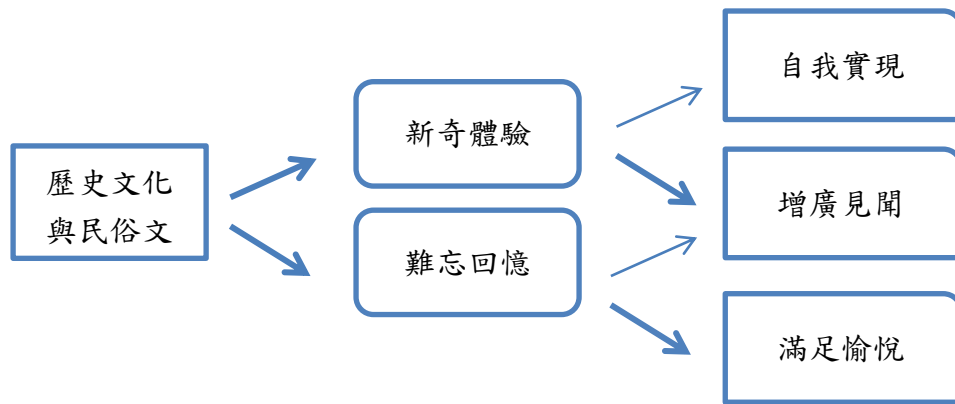 歷史文化
與民俗文
新奇體驗
難忘回憶
自我實現
增廣見聞
滿足愉悅